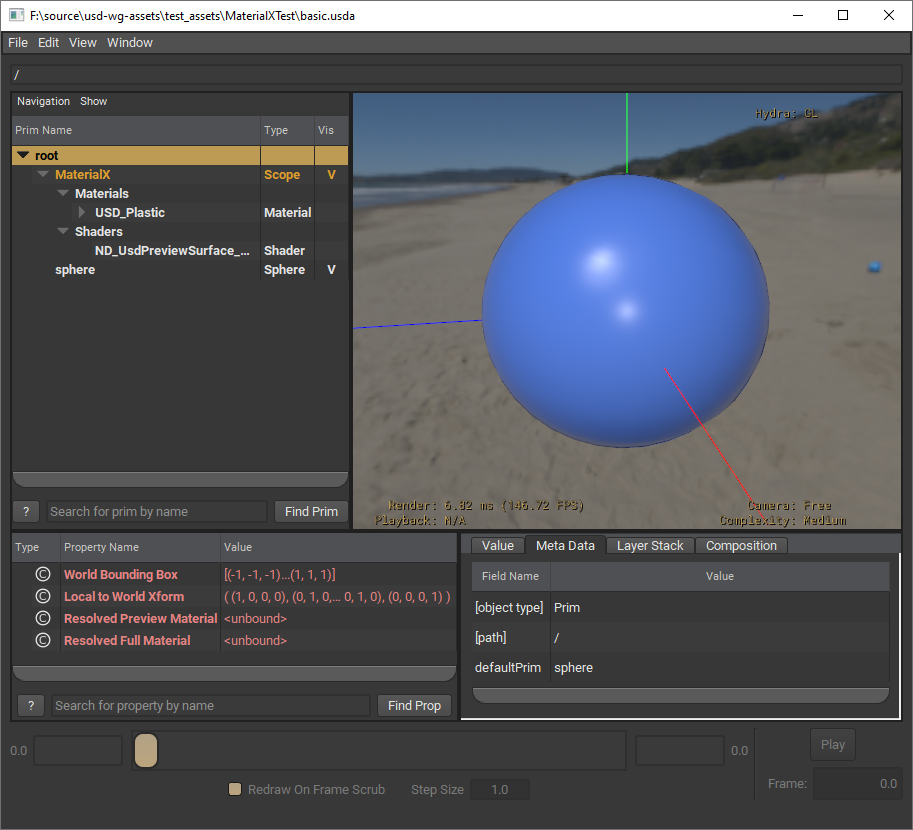 F:\source\usd-wg-assets\test_assets\MaterialXTest\basic.usda
File Edit View Window
/
Navigation Show
Prim Name Type Vis
root
MaterialX Scope V
Materials
USD_Plastic Material
Shaders
ND_UsdPreviewSurface_... Shader
sphere Sphere V
? Search for prim by name Find Prim
Hydra: GL
Render: 6.82 ms (146.72 FPS)
Playback: N/A
Camera: Free
Complexity: Medium
Type Property Name Value
© World Bounding Box [(-1, -1, -1)...(1, 1, 1)]
© Local to World Xform ( (1, 0, 0, 0), (0, 1, 0,... 0, 1, 0), (0, 0, 0, 1) )
© Resolved Preview Material <unbound>
© Resolved Full Material <unbound>
? Search for property by name Find Prop
Value Meta Data Layer Stack Composition
Field Name Value
[object type] Prim
[path] /
defaultPrim sphere
0.0 0.0 Play
Redraw On Frame Scrub Step Size 1.0
Frame: 0.0